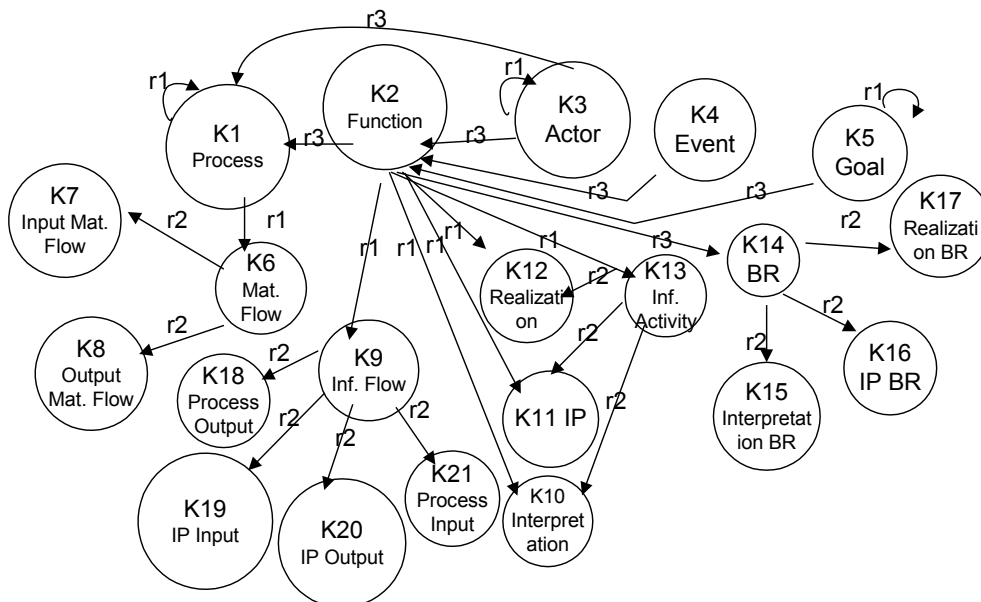 r3
r1
K1
Process
K2
Function
r3
r1
K3
Actor
r3
K4
Event
r3
r1
K5
Goal
r3
K7
Input Mat.
Flow
r2
r1
K6
Mat.
Flow
r2
K8
Output
Mat. Flow
r1
r1
r1
r1
r1
r3
K12
Realizati
on
r2
K13
Inf.
Activity
K14
BR
r2
K17
Realizati
on BR
r2
K18
Process
Output
K9
Inf. Flow
r2
r2
r2
K19
IP Input
K20
IP Output
K21
Process
Input
r2
K11 IP
r2
K10
Interpret
ation
r2
K15
Interpretat
ion BR
r2
K16
IP BR